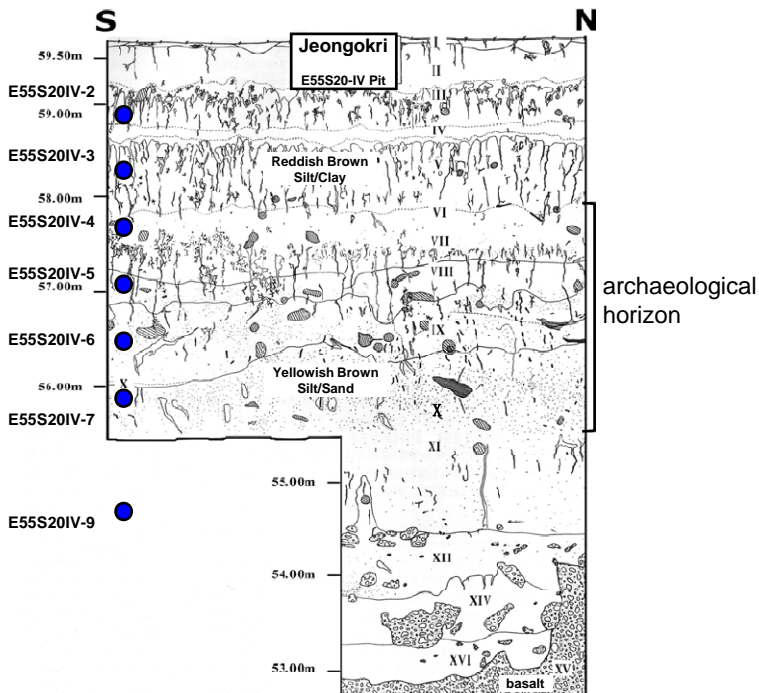 S
N
Jeongokri
E55S20-IV Pit
I
59.50m
II
E55S20IV-2
III
59.00m
IV
E55S20IV-3
Reddish Brown
Silt/Clay
V
58.00m
VI
E55S20IV-4
VII
E55S20IV-5
VIII
57.00m
archaeological
horizon
IX
E55S20IV-6
Yellowish Brown
Silt/Sand
56.00m
X
X
E55S20IV-7
XI
55.00m
E55S20IV-9
XII
54.00m
XIV
XVI
XV
53.00m
basalt